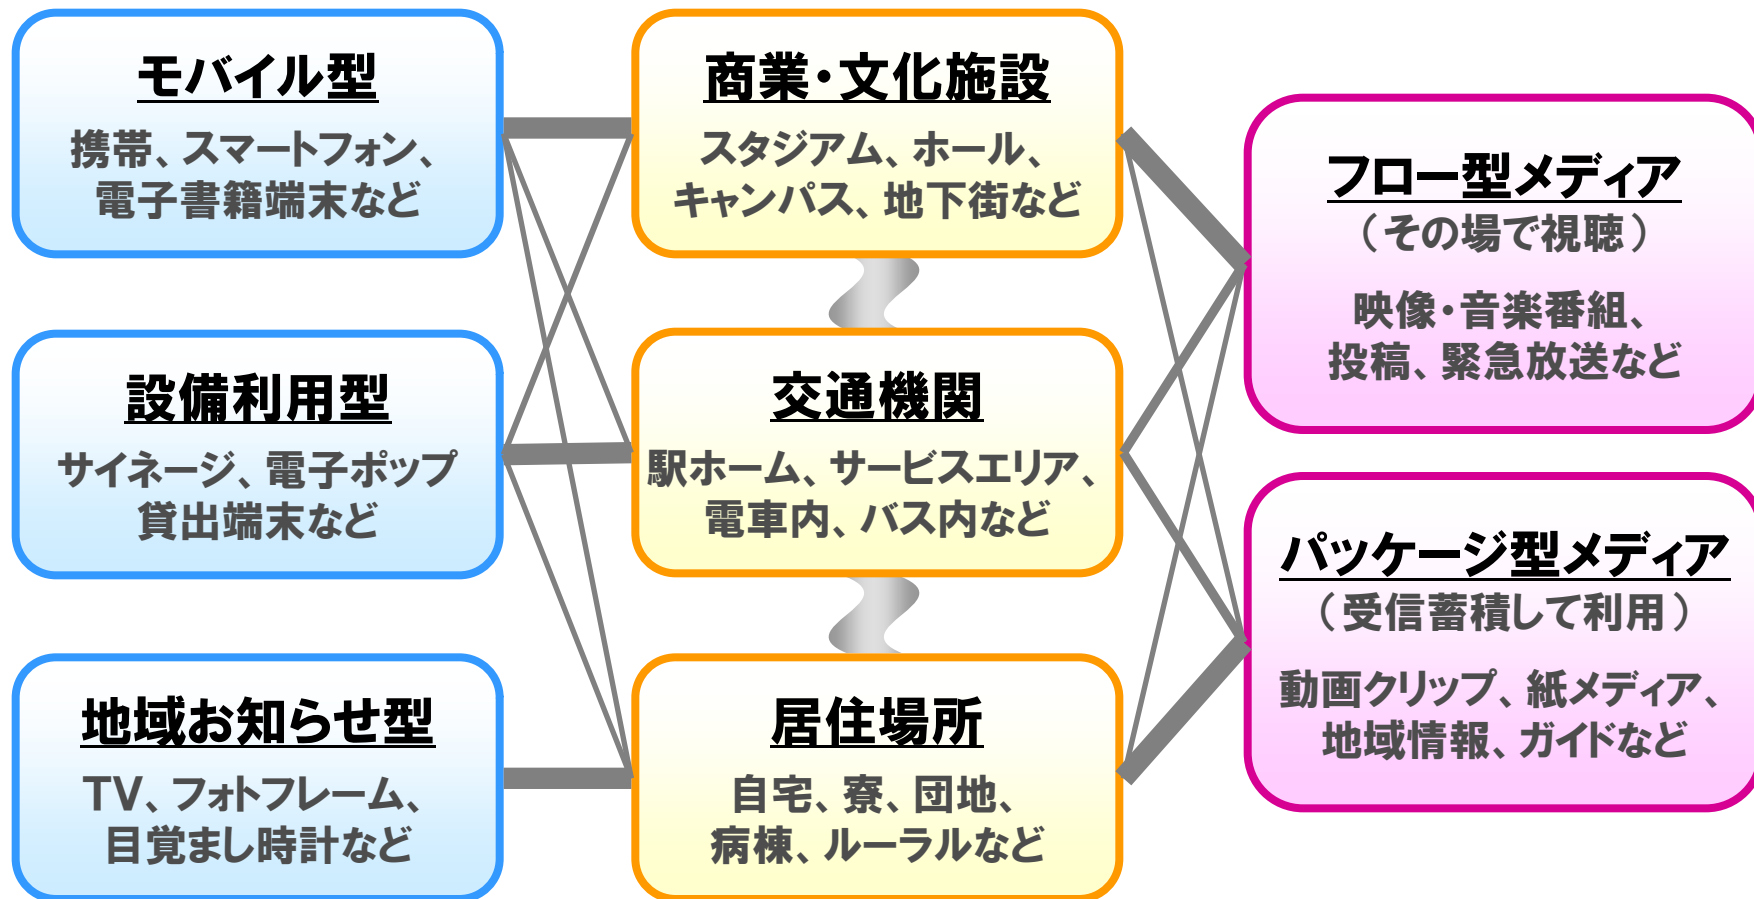 モバイル型
携帯、スマートフォン、
電子書籍端末など
設備利用型
サイネージ、電子ポップ
貸出端末など
地域お知らせ型
TV、フォトフレーム、
目覚まし時計など
商業・文化施設
スタジアム、ホール、
キャンパス、地下街など
交通機関
駅ホーム、サービスエリア、
電車内、バス内など
居住場所
自宅、寮、団地、
病棟、ルーラルなど
フロー型メディア
（その場で視聴）
映像・音楽番組、
投稿、緊急放送など
パッケージ型メディア
（受信蓄積して利用）
動画クリップ、紙メディア、
地域情報、ガイドなど